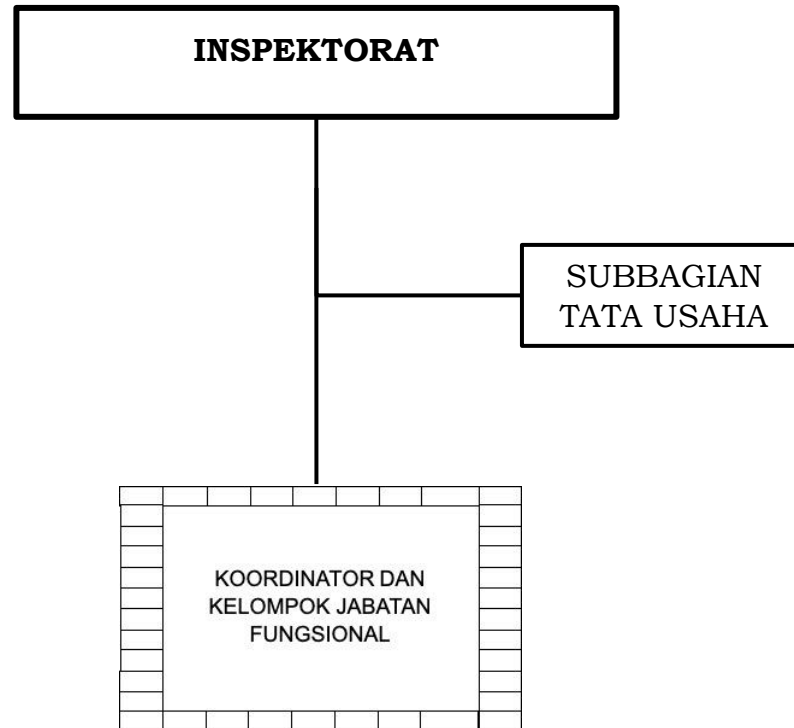 INSPEKTORAT
SUBBAGIAN
TATA USAHA
KOORDINATOR DAN
KELOMPOK JABATAN
FUNGSIONAL